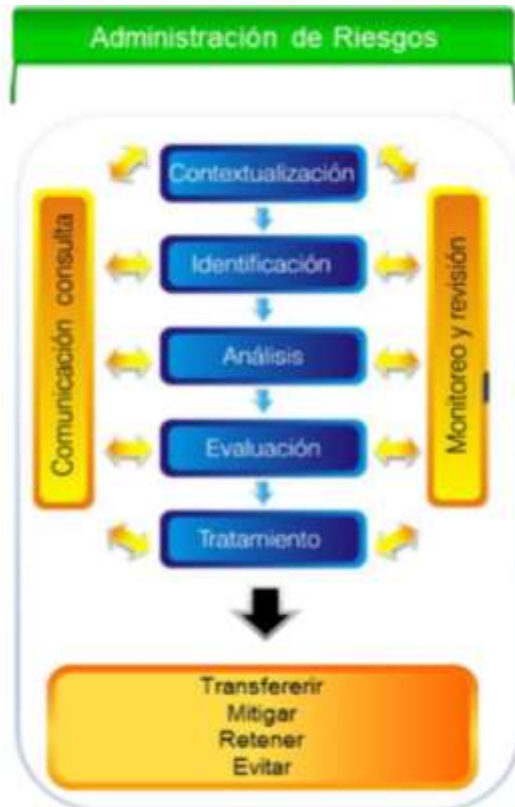 Administración de Riesgos
Contextualización
Comunicación consulta
Identificación
Análisis
Evaluación
Tratamiento
Monitoreo y revisión
Transfererir
Mitigar
Retener
Evitar